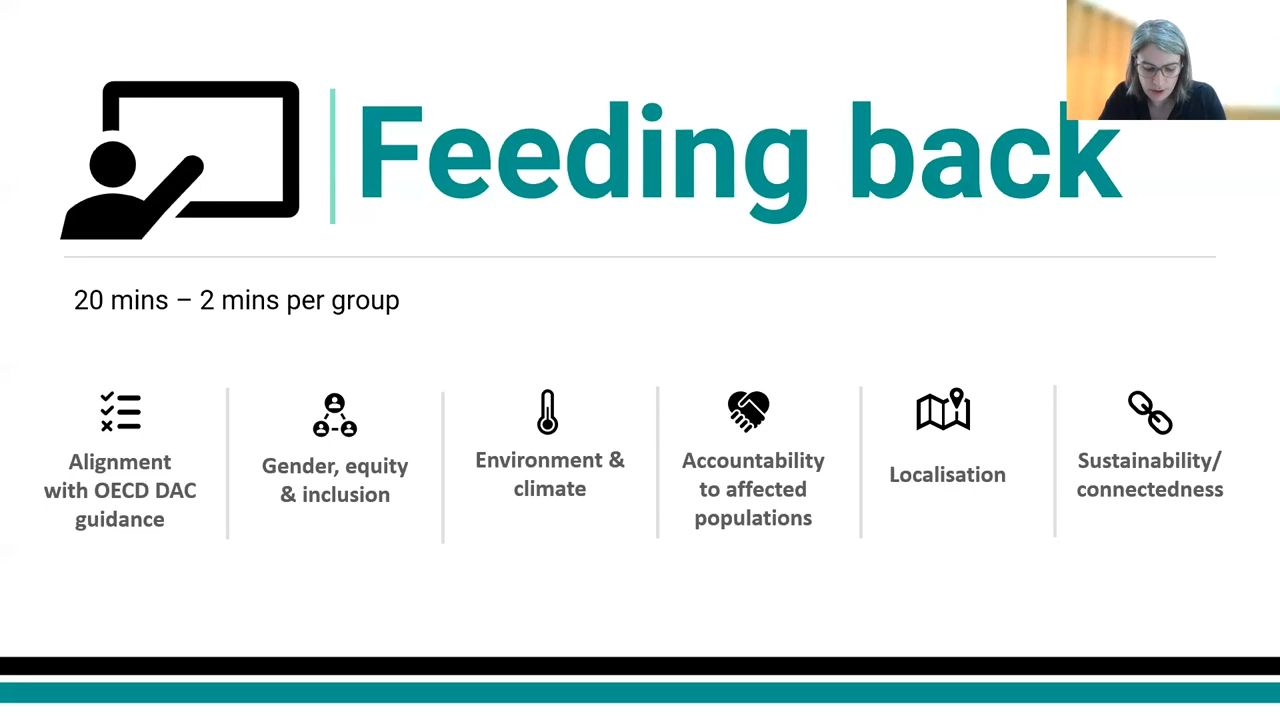 Feeding back
20 mins – 2 mins per group
Alignment
with OECD DAC
guidance
Gender, equity
& inclusion
Environment &
climate
Accountability
to affected
populations
Localisation
Sustainability/
connectedness